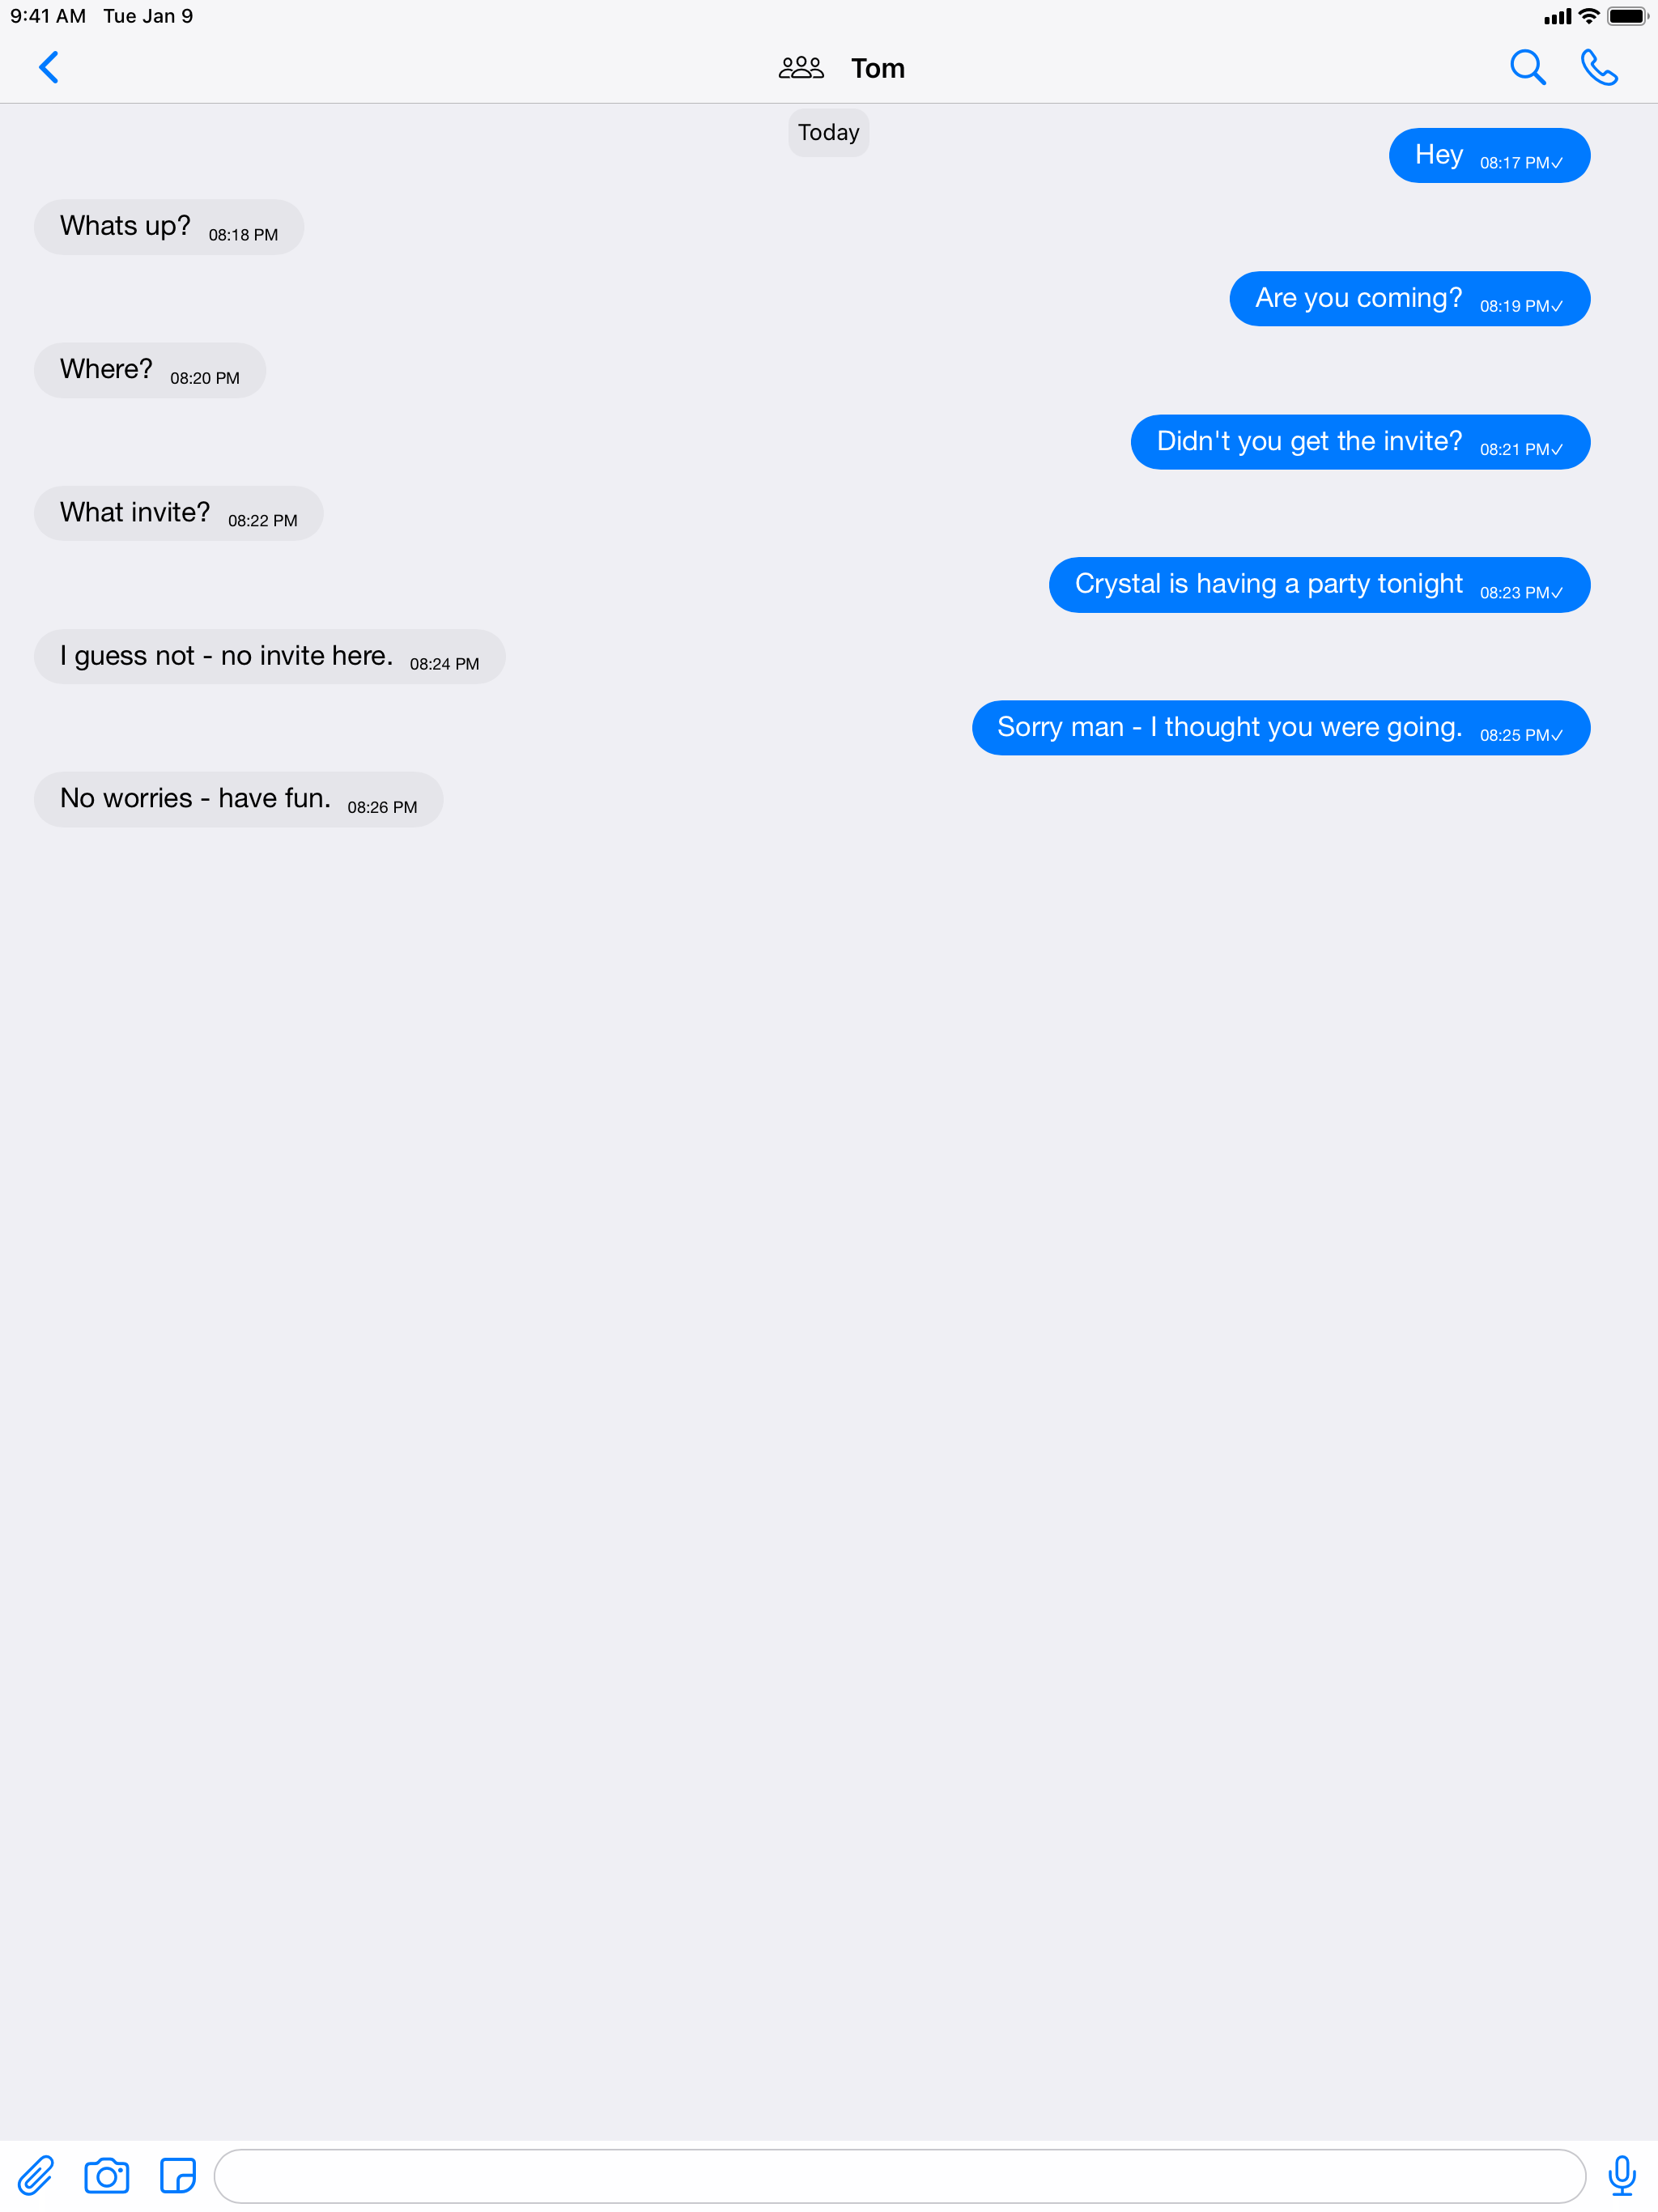 9:41 AM Tue Jan 9
Tom
Today
Hey 08:17 PM✓
Whats up? 08:18 PM
Are you coming? 08:19 PM✓
Where? 08:20 PM
Didn't you get the invite? 08:21 PM✓
What invite? 08:22 PM
Crystal is having a party tonight 08:23 PM✓
I guess not - no invite here. 08:24 PM
Sorry man - I thought you were going. 08:25 PM✓
No worries - have fun. 08:26 PM